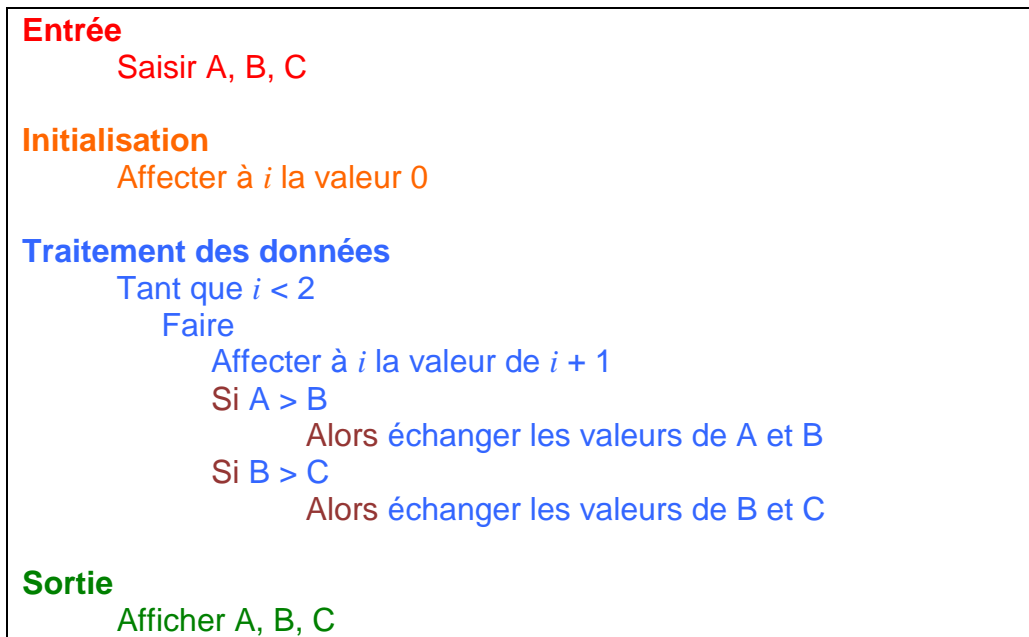 Entrée
Saisir A, B, C
Initialisation
Affecter à i la valeur 0
Traitement des données
Tant que i < 2
Faire
Affecter à i la valeur de i + 1
Si A > B
Alors échanger les valeurs de A et B
Si B > C
Alors échanger les valeurs de B et C
Sortie
Afficher A, B, C